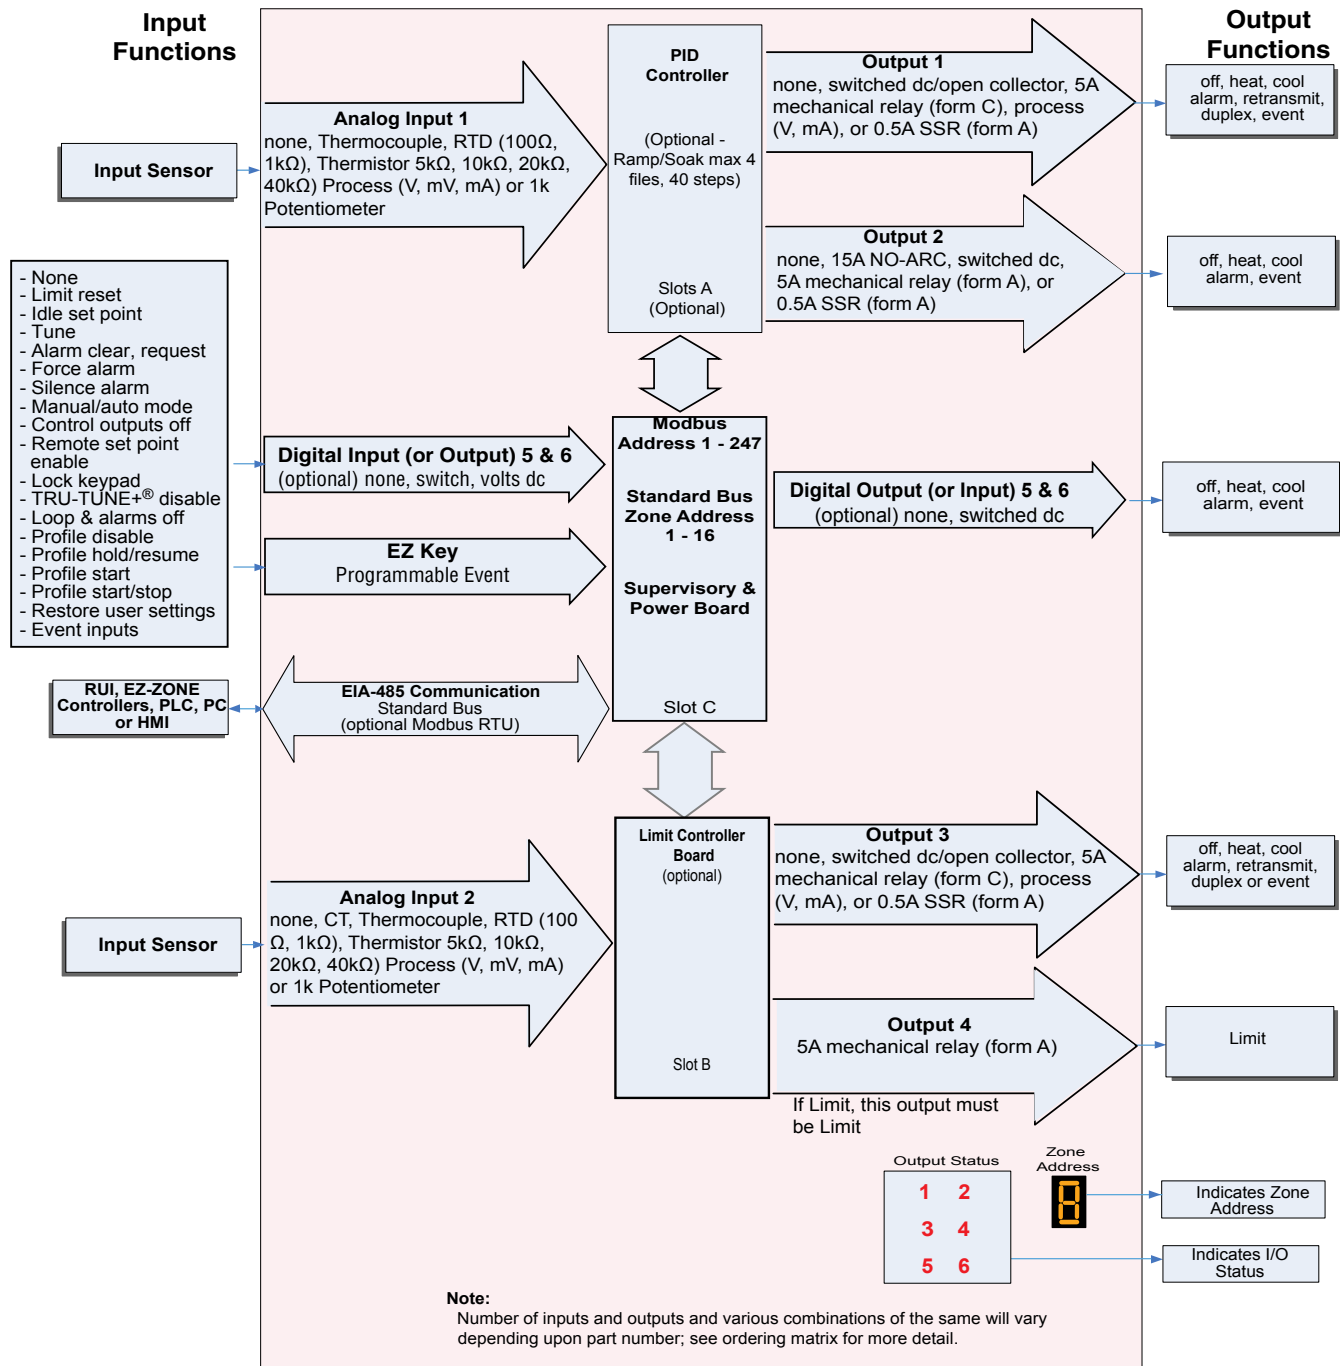 Input
Functions
Output
Functions
PID
Controller
(Optional -
Ramp/Soak max 4
files, 40 steps)
Slots A
(Optional)
Input Sensor
Analog Input 1
none, Thermocouple, RTD (100Ω,
1kΩ), Thermistor 5kΩ, 10kΩ, 20kΩ,
40kΩ) Process (V, mV, mA) or 1k
Potentiometer
Output 1
none, switched dc/open collector, 5A
mechanical relay (form C), process
(V, mA), or 0.5A SSR (form A)
off, heat, cool
alarm, retransmit,
duplex, event
Output 2
none, 15A NO-ARC, switched dc,
5A mechanical relay (form A), or
0.5A SSR (form A)
off, heat, cool
alarm, event
- None
- Limit reset
- Idle set point
- Tune
- Alarm clear, request
- Force alarm
- Silence alarm
- Manual/auto mode
- Control outputs off
- Remote set point
enable
- Lock keypad
- TRU-TUNE+® disable
- Loop & alarms off
- Profile disable
- Profile hold/resume
- Profile start
- Profile start/stop
- Restore user settings
- Event inputs
Digital Input (or Output) 5 & 6
(optional) none, switch, volts dc
EZ Key
Programmable Event
Modbus
Address 1 - 247
Standard Bus
Zone Address
1 - 16
Supervisory &
Power Board
Slot C
Digital Output (or Input) 5 & 6
(optional) none, switched dc
off, heat, cool
alarm, event
RUI, EZ-ZONE
Controllers, PLC, PC
or HMI
EIA-485 Communication
Standard Bus
(optional Modbus RTU)
Input Sensor
Analog Input 2
none, CT, Thermocouple, RTD (100
Ω, 1kΩ), Thermistor 5kΩ, 10kΩ,
20kΩ, 40kΩ) Process (V, mV, mA)
or 1k Potentiometer
Limit Controller
Board
(optional)
Slot B
Output 3
none, switched dc/open collector, 5A
mechanical relay (form C), process
(V, mA), or 0.5A SSR (form A)
off, heat, cool
alarm, retransmit,
duplex or event
Output 4
5A mechanical relay (form A)
If Limit, this output must
be Limit
Limit
Output Status
1 2
3 4
5 6
Zone
Address
8
Indicates Zone
Address
Indicates I/O
Status
Note:
Number of inputs and outputs and various combinations of the same will vary
depending upon part number; see ordering matrix for more detail.